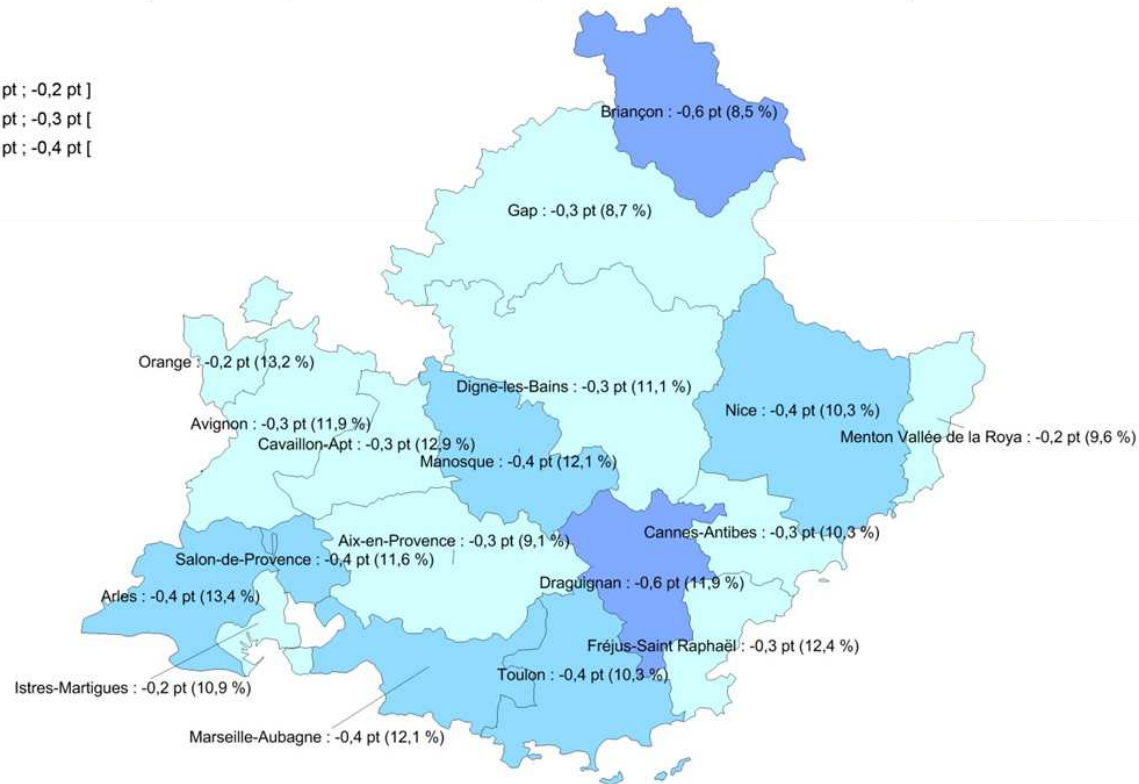 pt ; -0,2 pt ]
pt ; -0,3 pt [
pt ; -0,4 pt [
Briançon : -0,6 pt (8,5 %)
Gap : -0,3 pt (8,7 %)
Orange : -0,2 pt (13,2 %)
Digne-les-Bains : -0,3 pt (11,1 %)
Nice : -0,4 pt (10,3 %)
Avignon : -0,3 pt (11,9 %)
Menton Vallée de la Roya : -0,2 pt (9,6 %)
Cavaillon-Apt : -0,3 pt (12,9 %)
Manosque : -0,4 pt (12,1 %)
Cannes-Antibes : -0,3 pt (10,3 %)
Aix-en-Provence : -0,3 pt (9,1 %)
Salon-de-Provence : -0,4 pt (11,6 %)
Draguignan : -0,6 pt (11,9 %)
Arles : -0,4 pt (13,4 %)
Fréjus-Saint Raphaël : -0,3 pt (12,4 %)
Toulon : -0,4 pt (10,3 %)
Istres-Martigues : -0,2 pt (10,9 %)
Marseille-Aubagne : -0,4 pt (12,1 %)